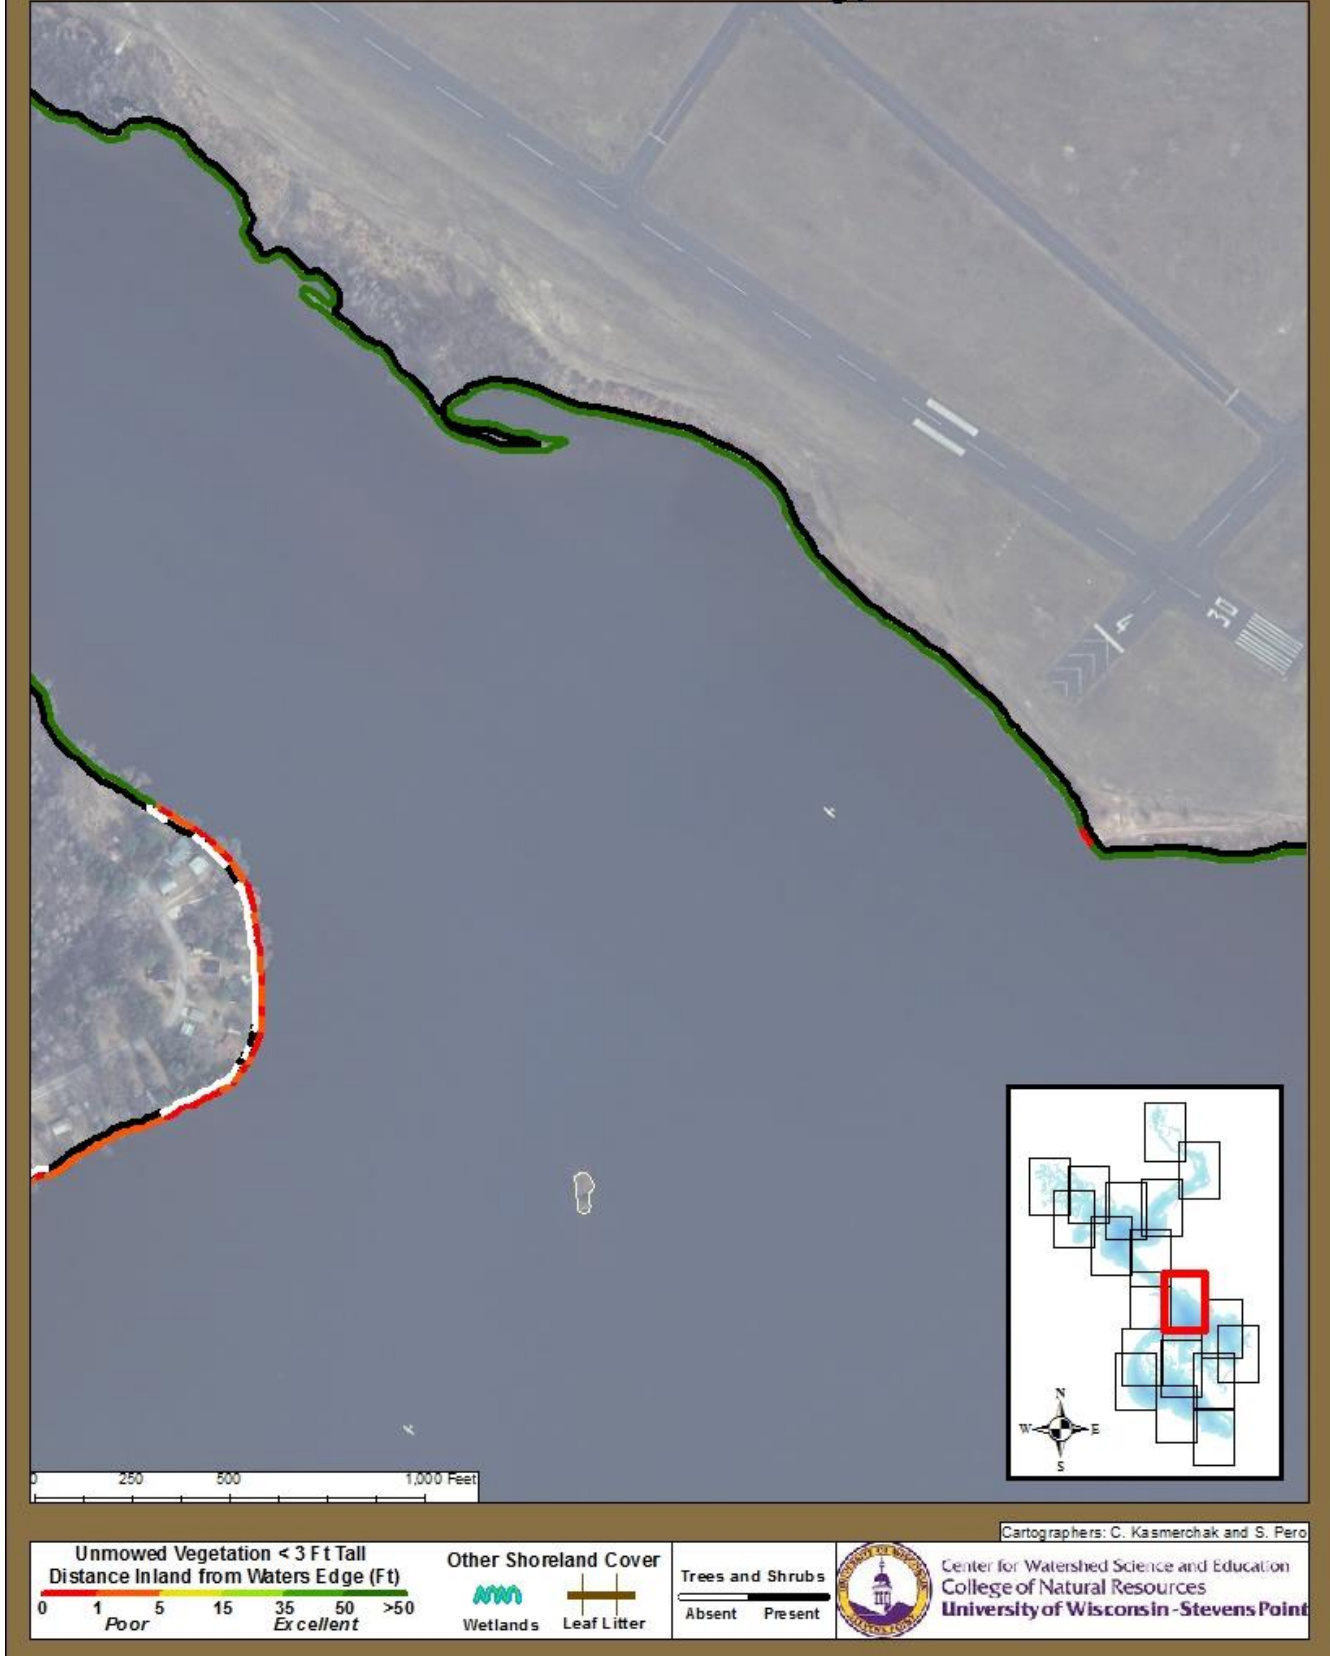 4
30
N
W E
S
0 250 500 1,000 Feet
Cartographers: C. Kasmerchak and S. Pero
Unmowed Vegetation < 3 Ft Tall
Distance Inland from Waters Edge (Ft)
0 1 5 15 35 50 >50
Poor Excellent
Other Shoreland Cover
Wetlands Leaf Litter
Trees and Shrubs
Absent Present
Center for Watershed Science and Education
College of Natural Resources
University of Wisconsin - Stevens Point